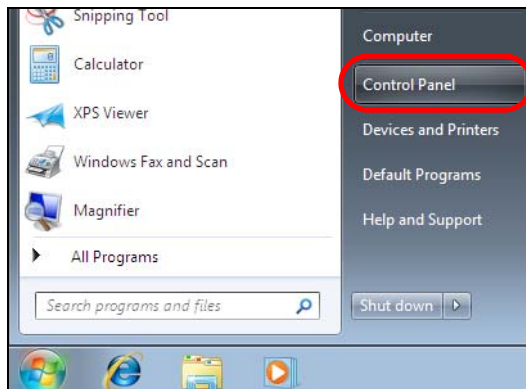 Snipping Tool
Calculator
XPS Viewer
Windows Fax and Scan
Magnifier
All Programs
Search programs and files
Computer
Control Panel
Devices and Printers
Default Programs
Help and Support
Shut down